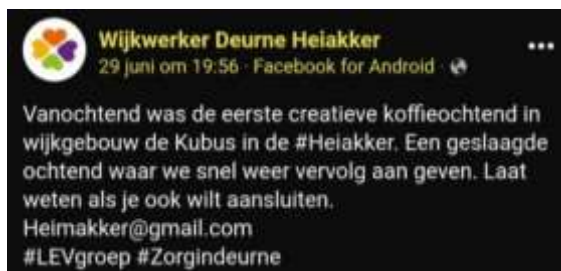 Wijkwerker Deurne Heiakker
29 juni om 19:56 · Facebook for Android ·
Vanochtend was de eerste creatieve koffieochtend in
wijkgebouw de Kubus in de #Heiakker. Een geslaagde
ochtend waar we snel weer vervolg aan geven. Laat
weten als je ook wilt aansluiten.
Heimakker@gmail.com
#LEVgroep #Zorgindeurne